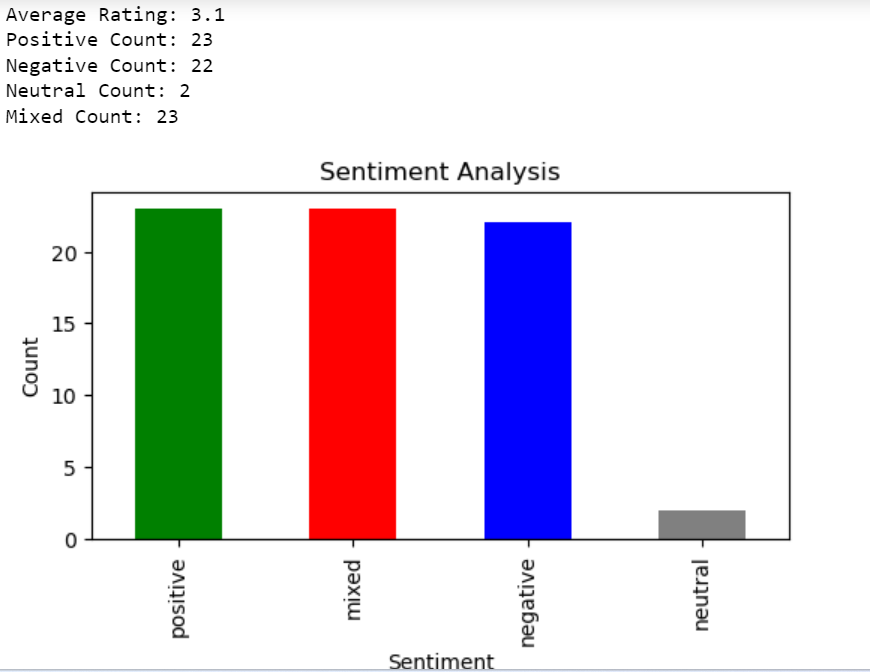 Average Rating: 3.1
Positive Count: 23
Negative Count: 22
Neutral Count: 2
Mixed Count: 23
Sentiment Analysis
Count
20
15
10
5
0
positive
mixed
negative
neutral
Sentiment